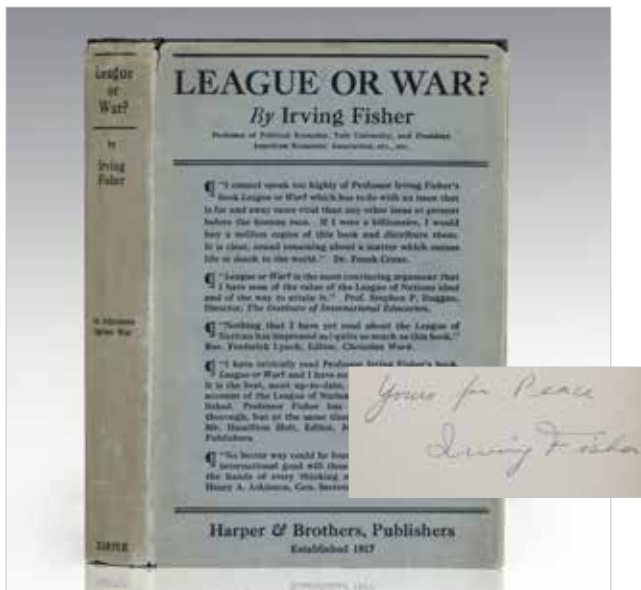 League
or
War?
by
Irving
Fisher
HARPER
LEAGUE OR WAR?
By Irving Fisher
Professor of Political Economy, Yale University, and President
American Economic Association, etc., etc.
¶ "I cannot speak too highly of Professor Irving Fisher's
book League or War? which has to do with an issue that
is far and away more vital than any other issue at present
before the human race. If I were a billionaire, I would
buy a million copies of this book and distribute them.
It is clear, sound reasoning about a matter which means
life or death to the world." Dr. Frank Crane.
¶ "League or War? is the most convincing argument that
I have seen of the value of the League of Nations ideal
and of the way to attain it." Prof. Stephen P. Duggan,
Director, The Institute of International Education.
¶ "Nothing that I have yet read about the League of
Nations has impressed me quite so much as this book."
Rev. Frederick Lynch, Editor, Christian Work.
¶ "I have critically read Professor Irving Fisher's book
League or War? and I have no
It is the best, most up-to-date,
account of the League of Nation
lished. Professor Fisher has
thorough, but at the same time
Mr. Hamilton Holt, Editor,
Publishers.
¶ "No better way could be foun
international good will than
the hands of every thinking
Henry A. Atkinson, Gen. Secret
Yours for Peace
Irving Fisher
Harper & Brothers, Publishers
Established 1817